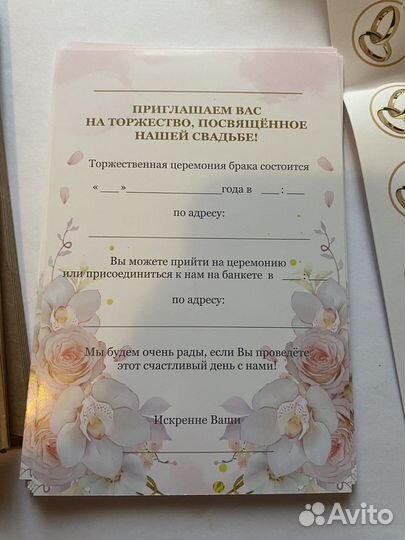 ПРИГЛАШАЕМ ВАС
НА ТОРЖЕСТВО, ПОСВЯЩЁННОЕ
НАШЕЙ СВАДЬБЕ!
Торжественная церемония брака состоится
« ___ »__________________года в ___:___
по адресу:
Вы можете прийти на церемонию
или присоединиться к нам на банкете в ___:___
по адресу:
Мы будем очень рады, если Вы проведёте
этот счастливый день с нами!
Искренне Ваши
Avito